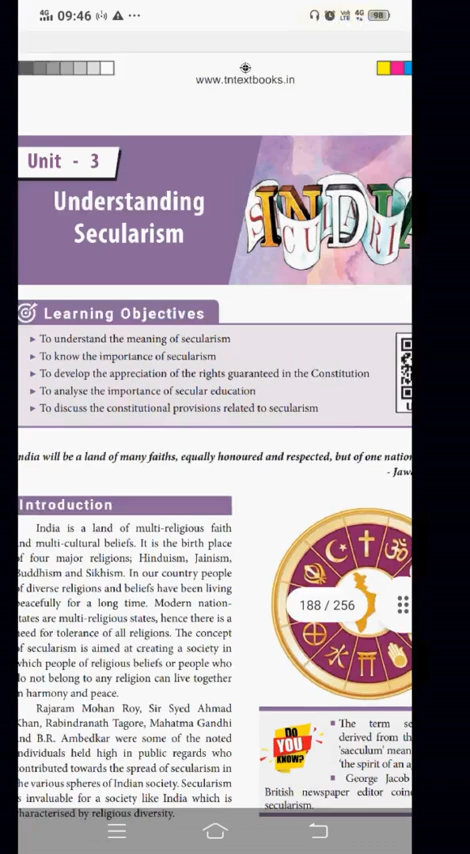 4G 09:46
Vo) LTE 4G 98
www.tntextbooks.in
Unit - 3
Understanding
Secularism
INDIA
SECULARI
Learning Objectives
► To understand the meaning of secularism
► To know the importance of secularism
► To develop the appreciation of the rights guaranteed in the Constitution
► To analyse the importance of secular education
► To discuss the constitutional provisions related to secularism
ndia will be a land of many faiths, equally honoured and respected, but of one nation
- Jaw
Introduction
India is a land of multi-religious faith
nd multi-cultural beliefs. It is the birth place
f four major religions; Hinduism, Jainism,
Buddhism and Sikhism. In our country people
f diverse religions and beliefs have been living
eacefully for a long time. Modern nation-
tates are multi-religious states, hence there is a
eed for tolerance of all religions. The concept
f secularism is aimed at creating a society in
which people of religious beliefs or people who
o not belong to any religion can live together
n harmony and peace.
Rajaram Mohan Roy, Sir Syed Ahmad
Khan, Rabindranath Tagore, Mahatma Gandhi
nd B.R. Ambedkar were some of the noted
ndividuals held high in public regards who
ontributed towards the spread of secularism in
he various spheres of Indian society. Secularism
s invaluable for a society like India which is
haracterised by religious diversity.
188 / 256
DO
YOU
KNOW?
■ The term se
derived from th
'saeculum' mean
'the spirit of an a
■ George Jacob
British newspaper editor coin
secularism.